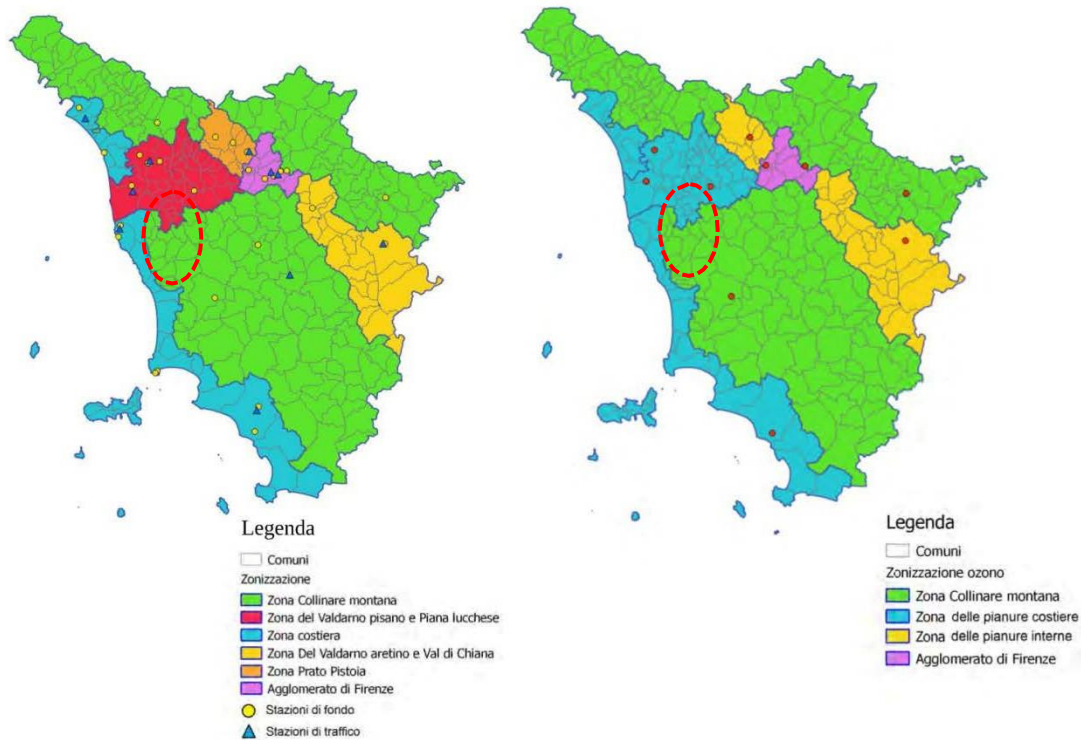 Legenda
Comuni
Zonizzazione
Zona Collinare montana
Zona del Valdarno pisano e Piana lucchese
Zona costiera
Zona Del Valdarno aretino e Val di Chiana
Zona Prato Pistoia
Agglomerato di Firenze
Stazioni di fondo
Stazioni di traffico
Legenda
Comuni
Zonizzazione ozono
Zona Collinare montana
Zona delle pianure costiere
Zona delle pianure interne
Agglomerato di Firenze